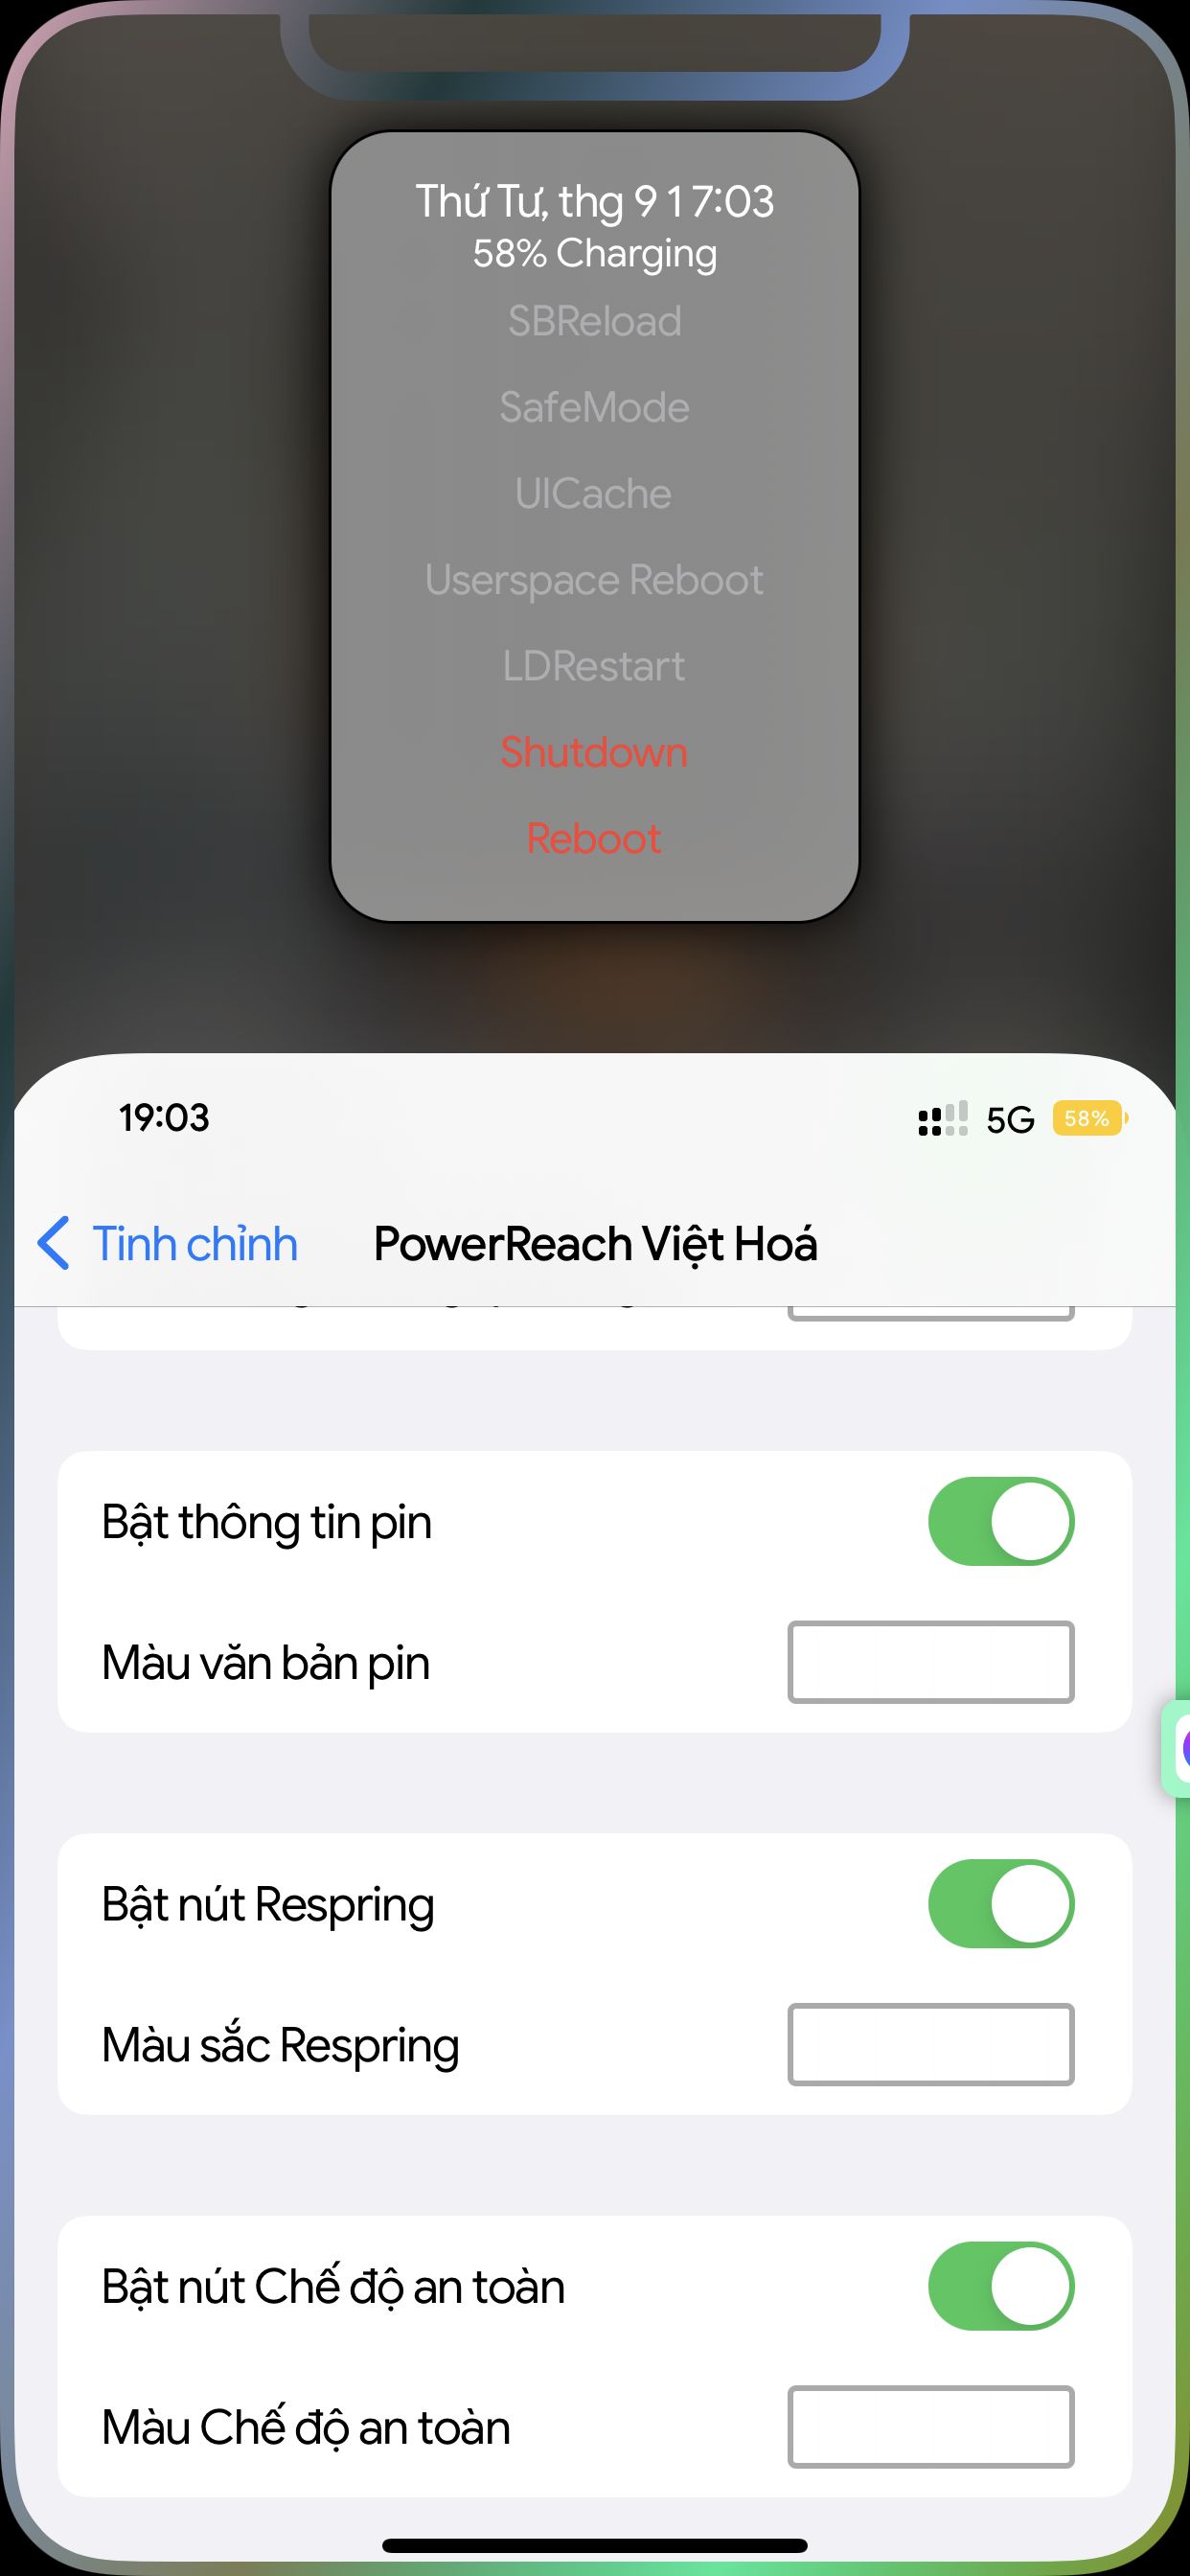 Thứ Tư, thg 9 1 7:03
58% Charging
SBReload
SafeMode
UICache
Userspace Reboot
LDRestart
Shutdown
Reboot
19:03
5G
58%
Tinh chỉnh
PowerReach Việt Hoá
Bật thông tin pin
Màu văn bản pin
Bật nút Respring
Màu sắc Respring
Bật nút Chế độ an toàn
Màu Chế độ an toàn